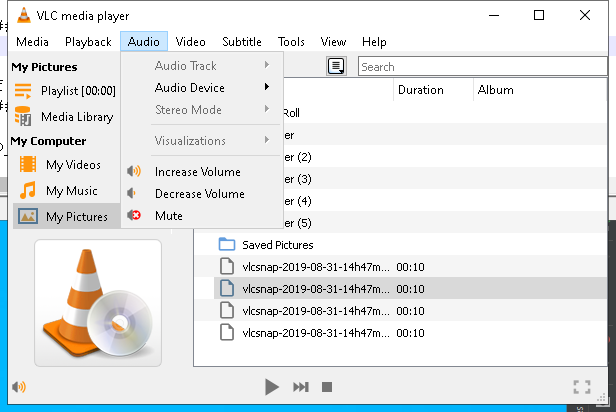 VLC media player
Media Playback Audio Video Subtitle Tools View Help
My Pictures
Playlist [00:00]
Media Library
My Computer
My Videos
My Music
My Pictures
Audio Track
Audio Device
Stereo Mode
Visualizations
Increase Volume
Decrease Volume
Mute
Search
Duration Album
Roll
er
er (2)
er (3)
er (4)
er (5)
Saved Pictures
vlcsnap-2019-08-31-14h47m... 00:10
vlcsnap-2019-08-31-14h47m... 00:10
vlcsnap-2019-08-31-14h47m... 00:10
vlcsnap-2019-08-31-14h47m... 00:10